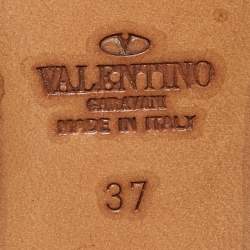 VALENTINO
GARAVANI
MADE IN ITALY
37